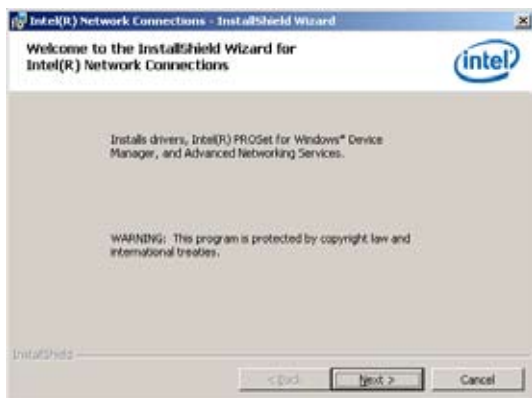 Intel(R) Network Connections - InstallShield Wizard
Welcome to the InstallShield Wizard for
Intel(R) Network Connections
intel
Installs drivers, Intel(R) PROSet for Windows* Device
Manager, and Advanced Networking Services.
WARNING: This program is protected by copyright law and
international treaties.
InstallShield
< Back
Next >
Cancel